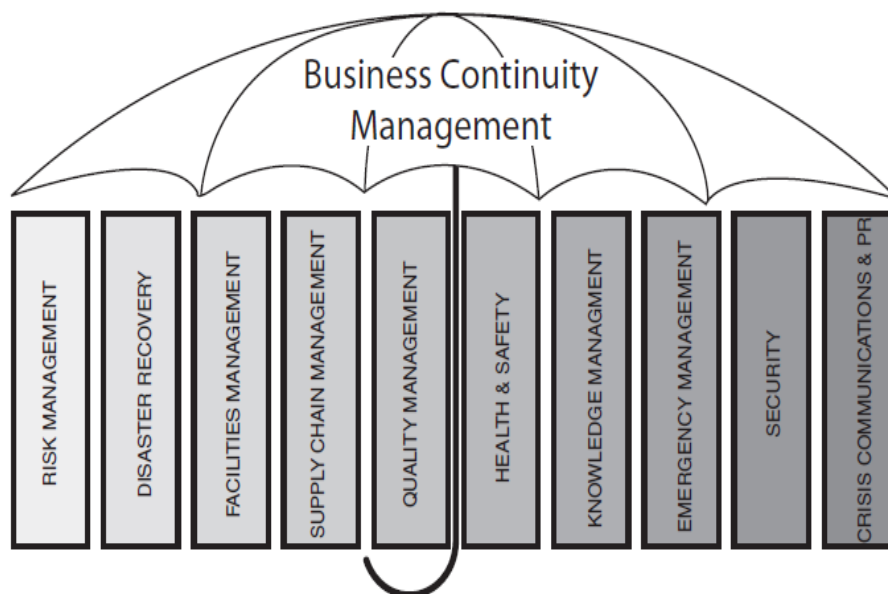 Business Continuity
Management
RISK MANAGEMENT
DISASTER RECOVERY
FACILITIES MANAGEMENT
SUPPLY CHAIN MANAGEMENT
QUALITY MANAGEMENT
HEALTH & SAFETY
KNOWLEDGE MANAGMENT
EMERGENCY MANAGEMENT
SECURITY
CRISIS COMMUNICATIONS & PR